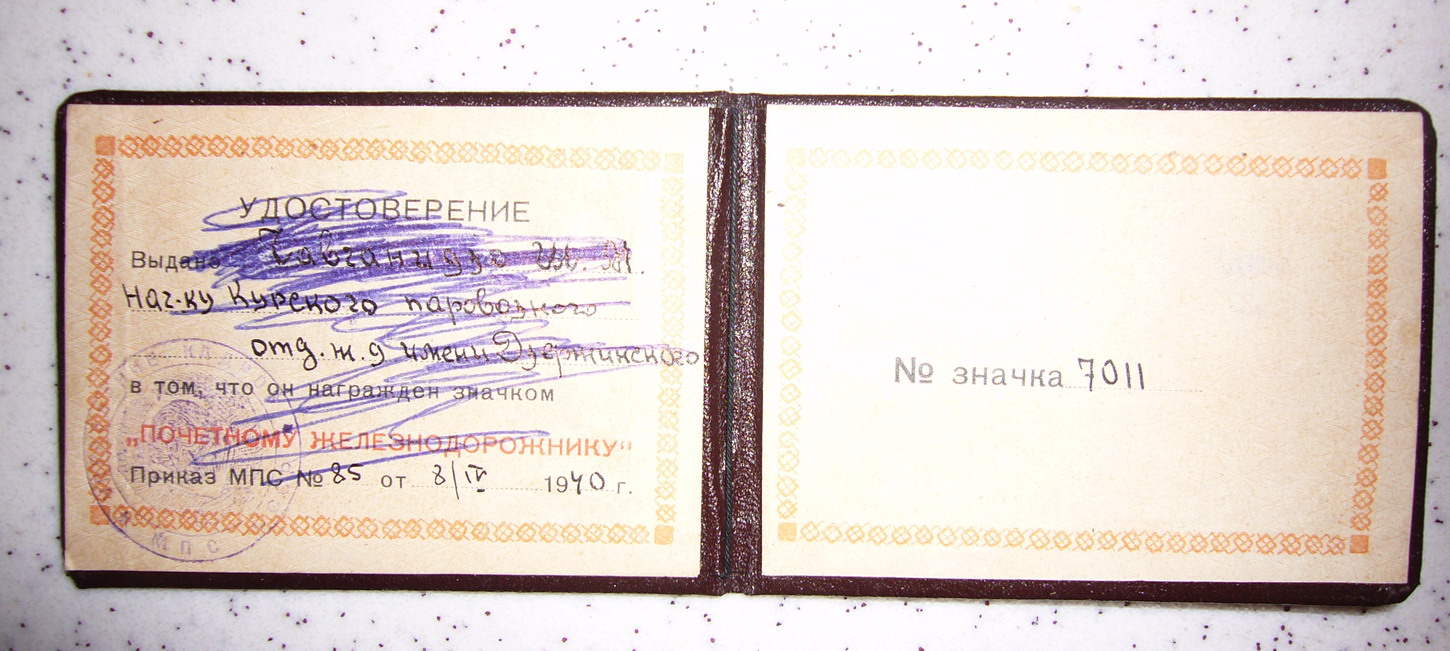 УДОСТОВЕРЕНИЕ
Выдано
Нач-ку Курского паровозного
отд. ж. д имени Дзержинского
в том, что он награжден значком
„ПОЧЕТНОМУ ЖЕЛЕЗНОДОРОЖНИКУ“
Приказ МПС № 85 от 8/IV 1940 г.
МПС
№ значка 7011